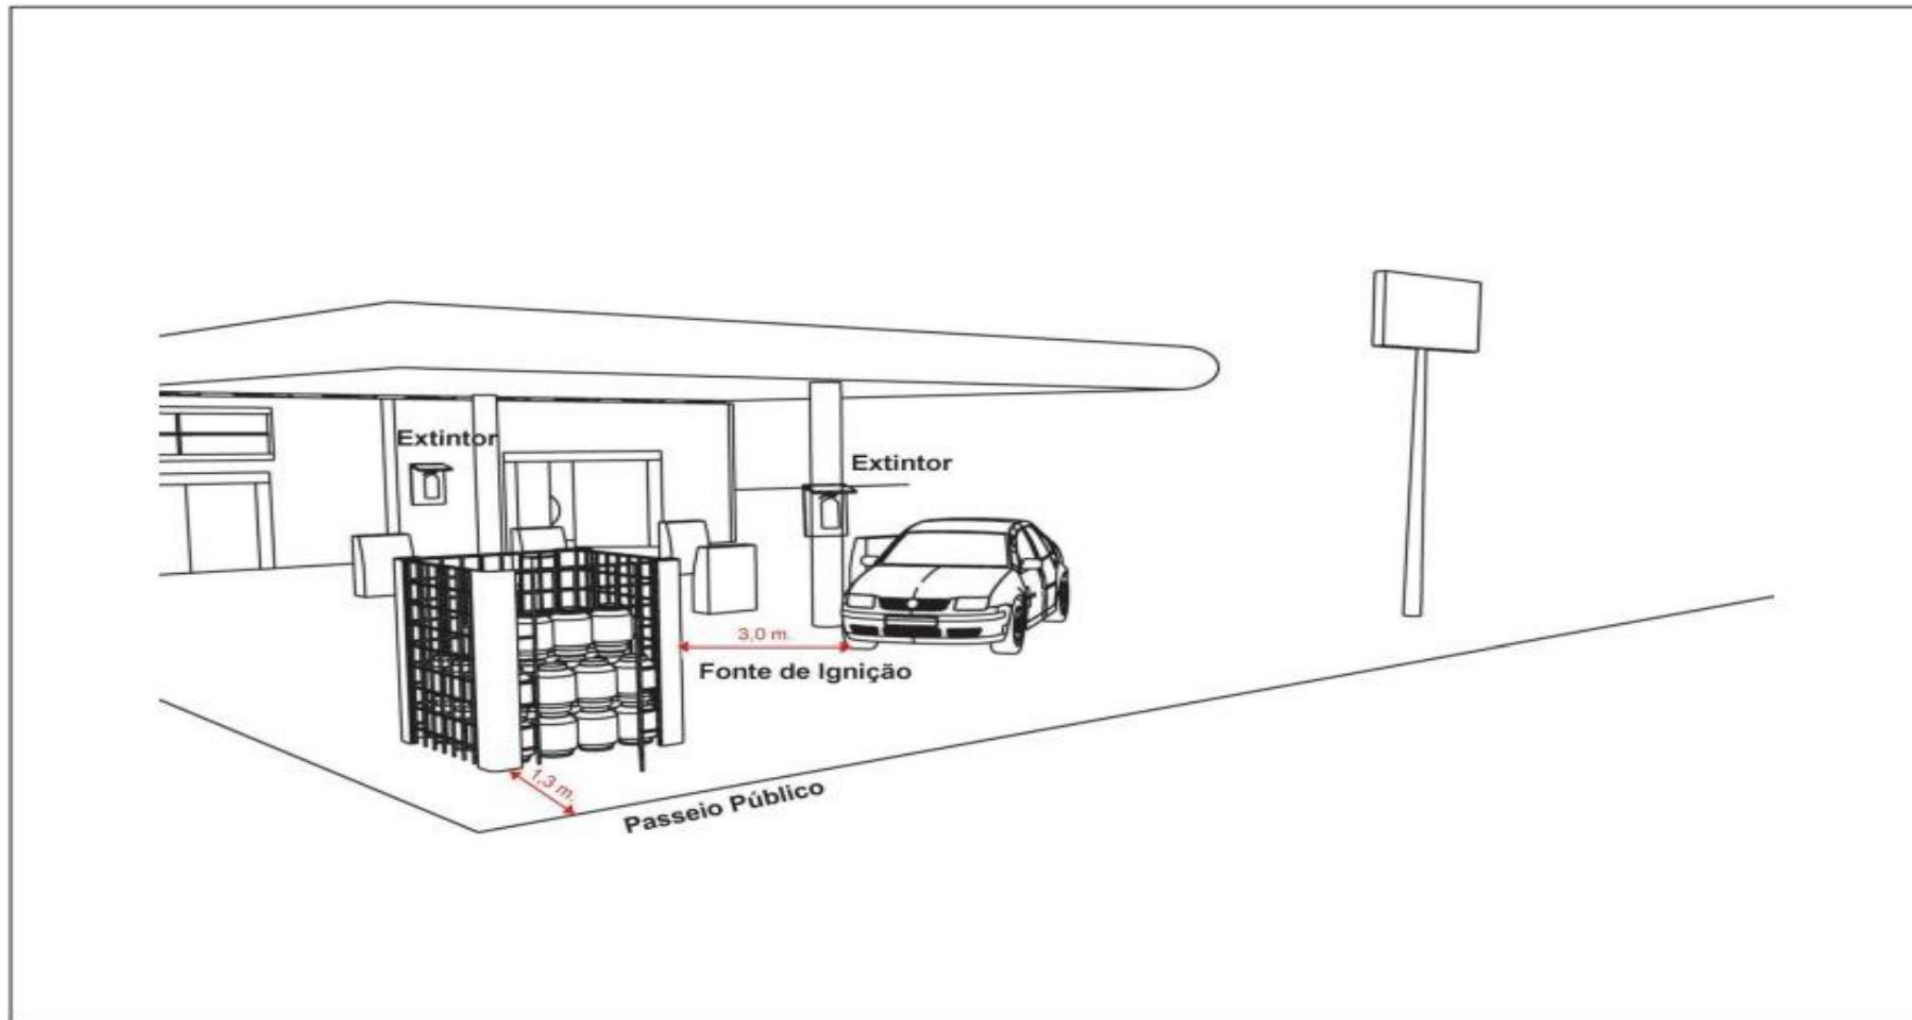 Extintor
Extintor
3,0 m.
Fonte de Ignição
1,3 m.
Passeio Público